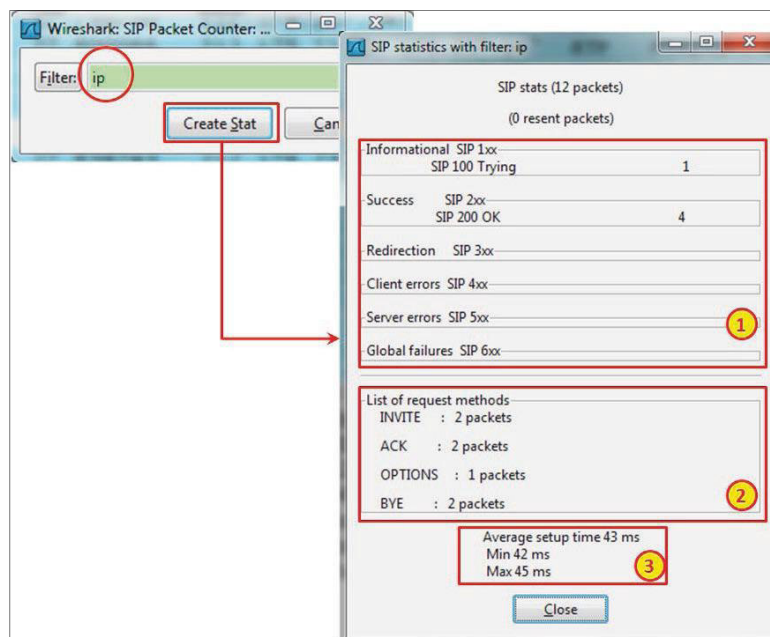 Wireshark: SIP Packet Counter: ...
Filter: ip
Create Stat
SIP statistics with filter: ip
SIP stats (12 packets)
(0 resent packets)
Informational SIP 1xx
SIP 100 Trying 1
Success SIP 2xx
SIP 200 OK 4
Redirection SIP 3xx
Client errors SIP 4xx
Server errors SIP 5xx
1
Global failures SIP 6xx
List of request methods
INVITE : 2 packets
ACK : 2 packets
OPTIONS : 1 packets
2
BYE : 2 packets
Average setup time 43 ms
Min 42 ms
3
Max 45 ms
Close